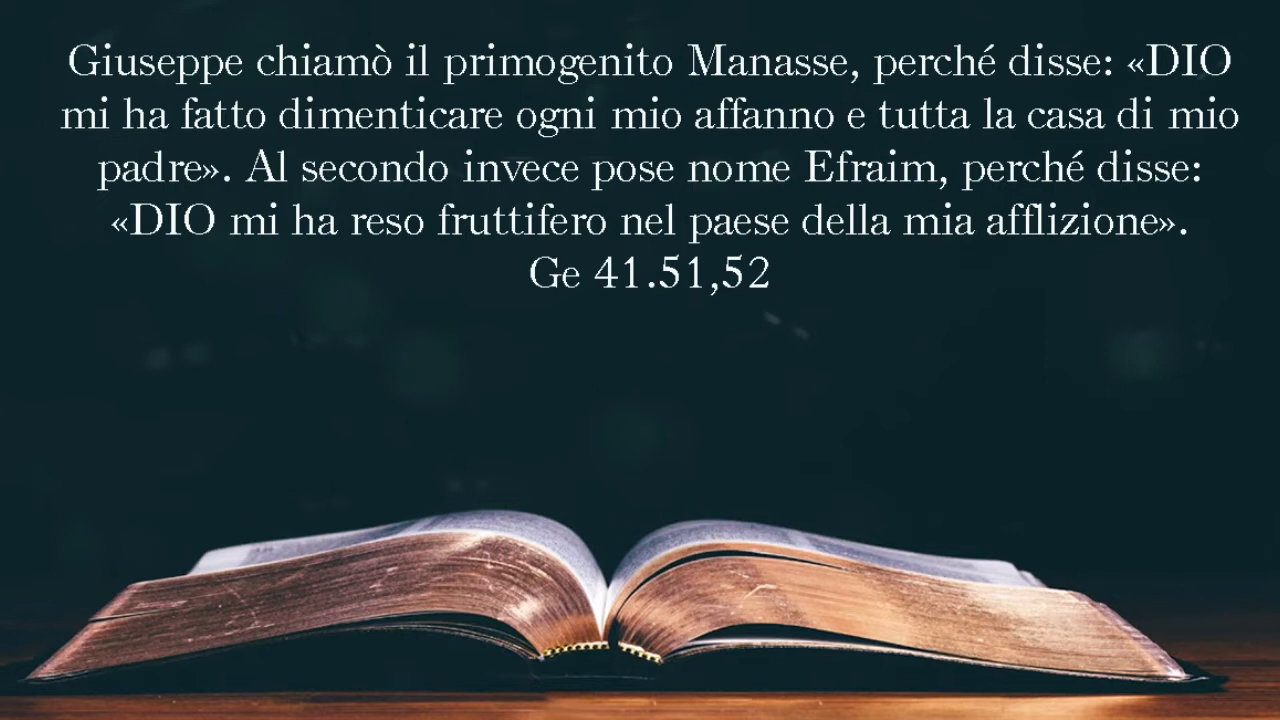 Giuseppe chiamò il primogenito Manasse, perché disse: «DIO
mi ha fatto dimenticare ogni mio affanno e tutta la casa di mio
padre». Al secondo invece pose nome Efraim, perché disse:
«DIO mi ha reso fruttifero nel paese della mia afflizione».
Ge 41.51,52